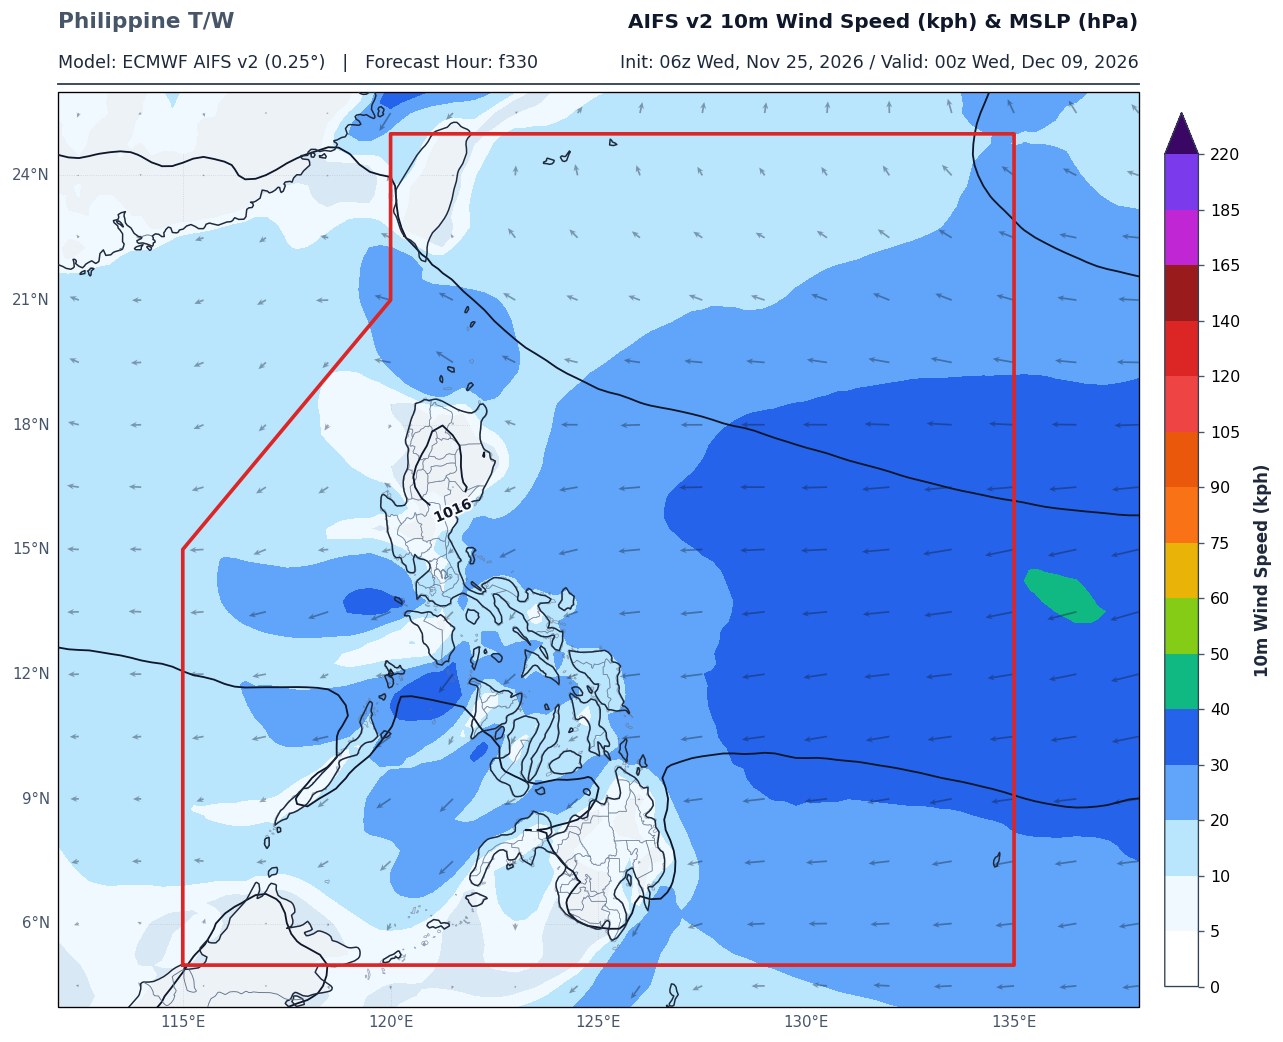 Philippine T/W
AIFS v2 10m Wind Speed (kph) & MSLP (hPa)
Model: ECMWF AIFS v2 (0.25°) | Forecast Hour: f330
Init: 06z Wed, Nov 25, 2026 / Valid: 00z Wed, Dec 09, 2026
24°N
21°N
18°N
15°N
12°N
9°N
6°N
1016
115°E
120°E
125°E
130°E
135°E
220
185
165
140
120
105
90
75
60
50
40
30
20
10
5
0
10m Wind Speed (kph)